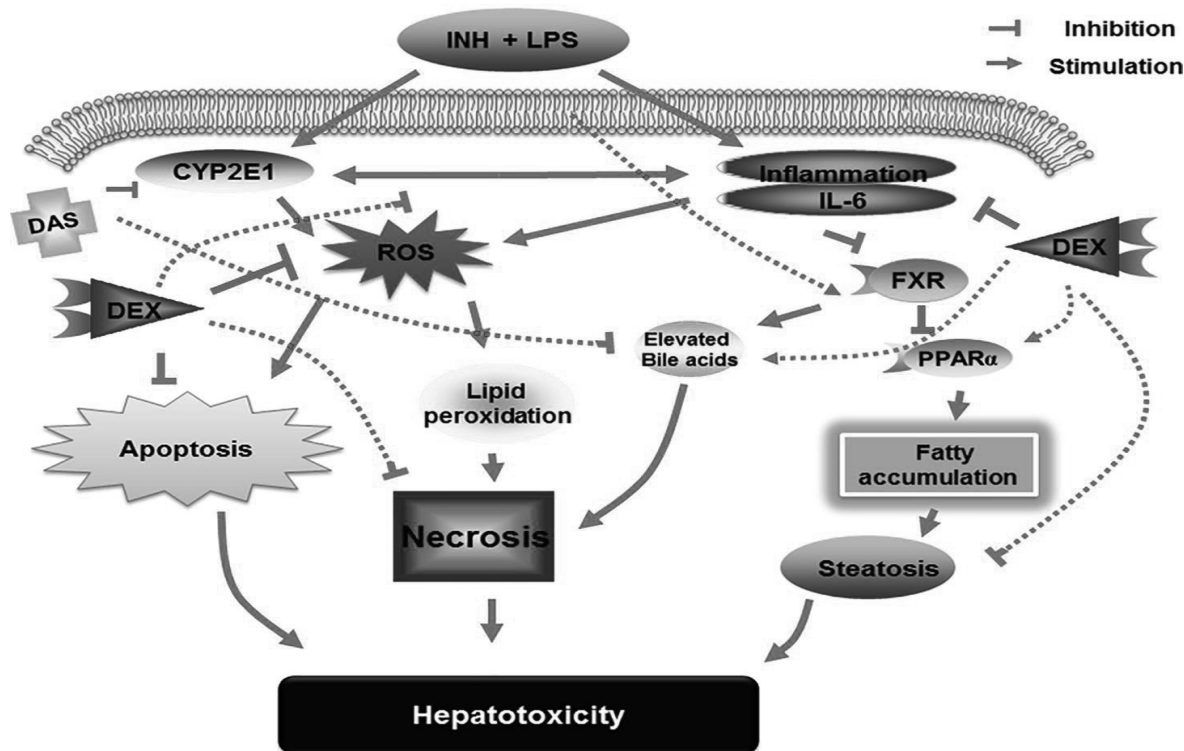 INH + LPS
Inhibition
Stimulation
CYP2E1
Inflammation
IL-6
DAS
ROS
DEX
DEX
FXR
Elevated
Bile acids
PPARα
Lipid
peroxidation
Apoptosis
Fatty
accumulation
Necrosis
Steatosis
Hepatotoxicity